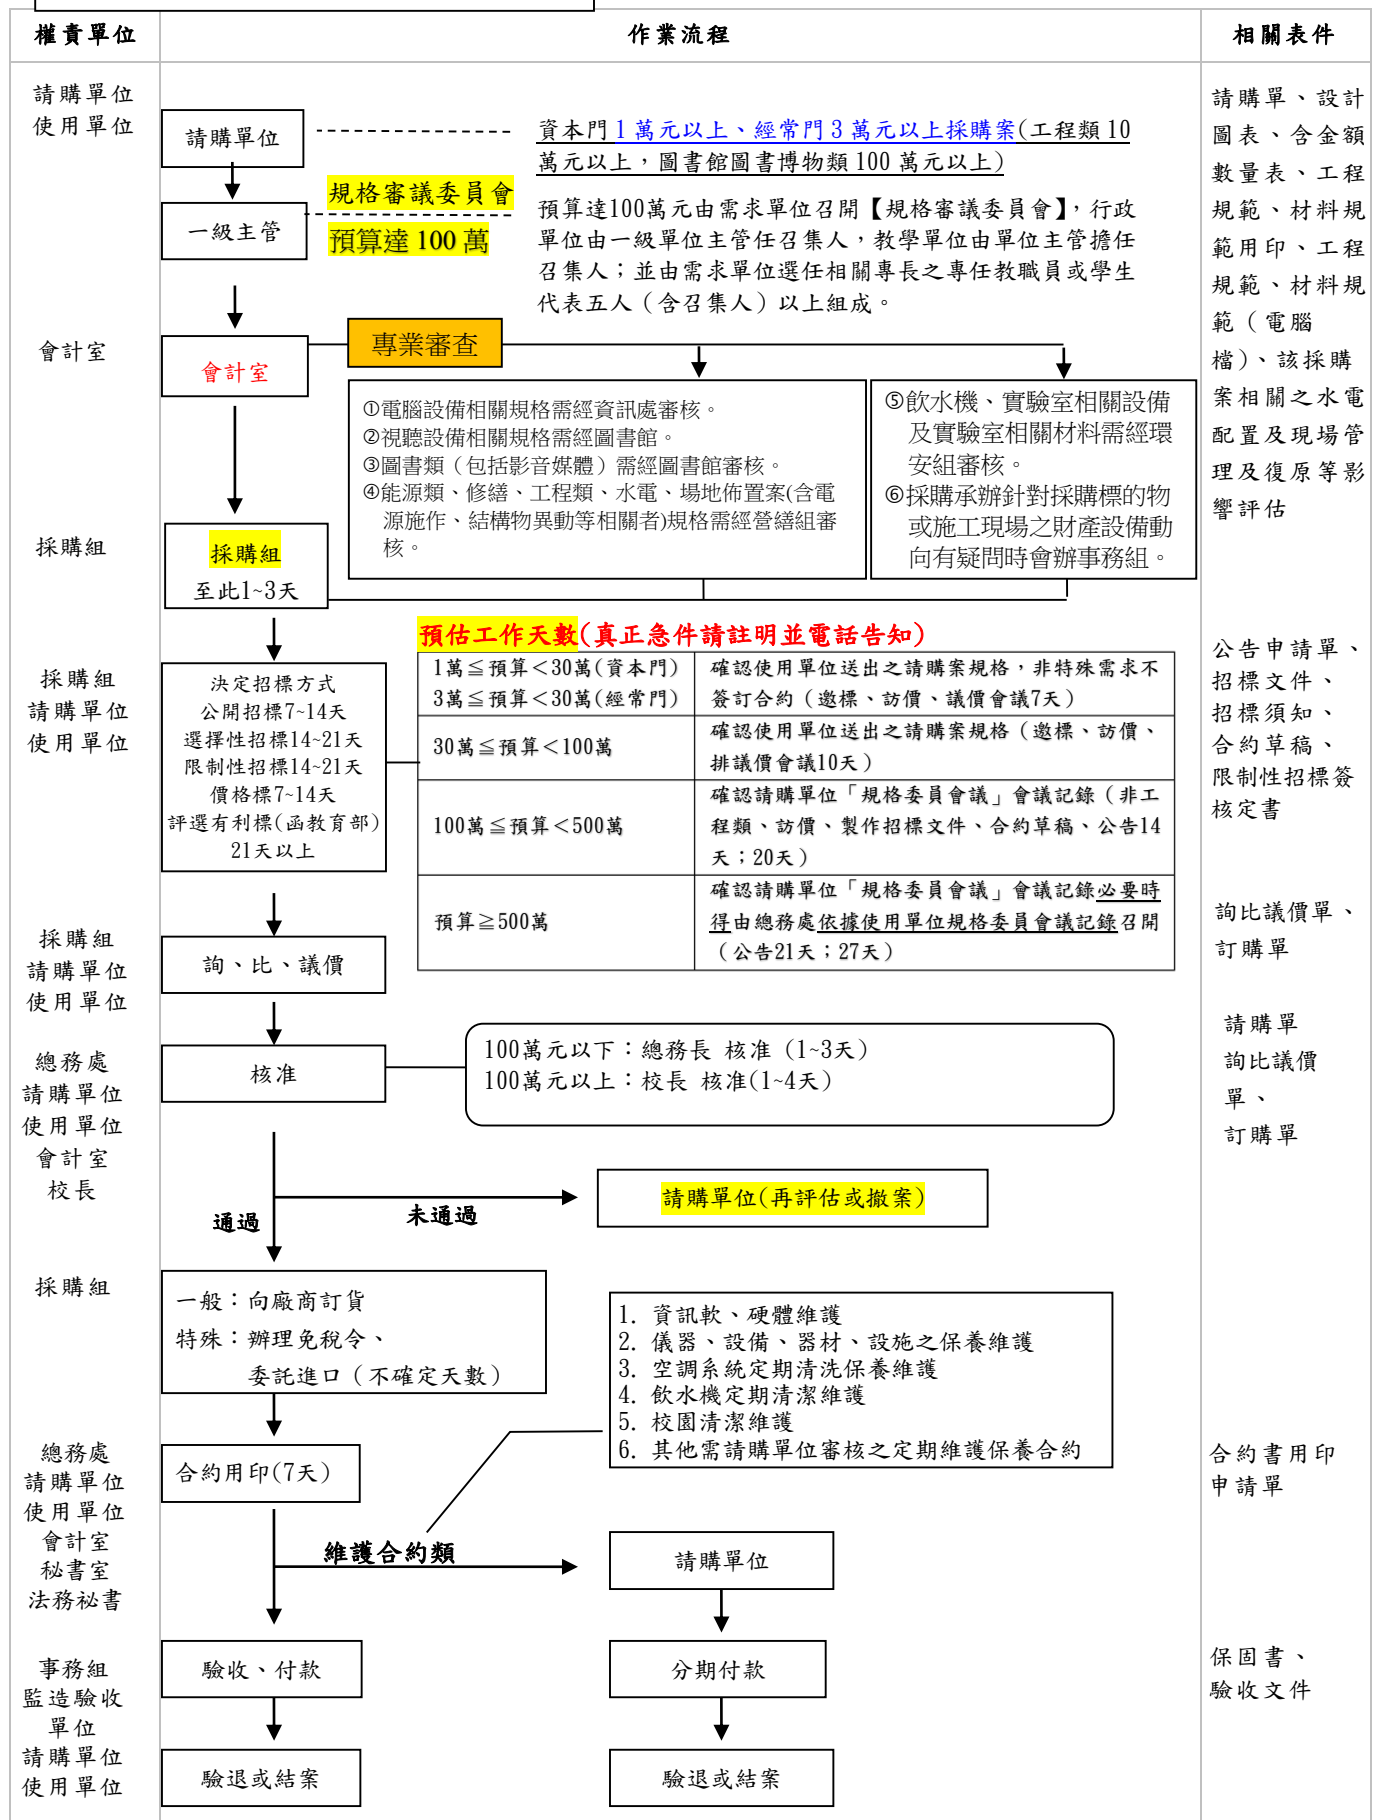 權責單位
作業流程
相關表件
請購單位
使用單位
請購單位
資本門1 萬元以上、經常門 3 萬元以上採購案(工程類 10
萬元以上，圖書館圖書博物類 100 萬元以上)
規格審議委員會
預算達 100 萬
一級主管
預算達100萬元由需求單位召開【規格審議委員會】，行政
單位由一級單位主管任召集人，教學單位由單位主管擔任
召集人；並由需求單位選任相關專長之專任教職員或學生
代表五人（含召集人）以上組成。
請購單、設計
圖表、含金額
數量表、工程
規範、材料規
範用印、工程
規範、材料規
範（電腦
檔）、該採購
案相關之水電
配置及現場管
理及復原等影
響評估
會計室
會計室
專業審查
①電腦設備相關規格需經資訊處審核。
②視聽設備相關規格需經圖書館。
③圖書類（包括影音媒體）需經圖書館審核。
④能源類、修繕、工程類、水電、場地佈置案(含電
源施作、結構物異動等相關者)規格需經營繕組審
核。
⑤飲水機、實驗室相關設備
及實驗室相關材料需經環
安組審核。
⑥採購承辦針對採購標的物
或施工現場之財產設備動
向有疑問時會辦事務組。
採購組
採購組
至此1~3天
預估工作天數(真正急件請註明並電話告知)
採購組
請購單位
使用單位
決定招標方式
公開招標7~14天
選擇性招標14~21天
限制性招標14~21天
價格標7~14天
評選有利標(函教育部)
21天以上
1萬≦預算＜30萬(資本門)
3萬≦預算＜30萬(經常門)
確認使用單位送出之請購案規格，非特殊需求不
簽訂合約（邀標、訪價、議價會議7天）
30萬≦預算＜100萬
確認使用單位送出之請購案規格（邀標、訪價、
排議價會議10天）
100萬≦預算＜500萬
確認請購單位「規格委員會議」會議記錄（非工
程類、訪價、製作招標文件、合約草稿、公告14
天；20天）
預算≧500萬
確認請購單位「規格委員會議」會議記錄必要時
得由總務處依據使用單位規格委員會議記錄召開
（公告21天；27天）
公告申請單、
招標文件、
招標須知、
合約草稿、
限制性招標簽
核定書
採購組
請購單位
使用單位
詢、比、議價
詢比議價單、
訂購單
總務處
請購單位
使用單位
會計室
校長
核准
100萬元以下：總務長 核准 (1~3天)
100萬元以上：校長 核准(1~4天)
請購單
詢比議價
單、
訂購單
通過
未通過
請購單位(再評估或撤案)
採購組
一般：向廠商訂貨
特殊：辦理免稅令、
委託進口（不確定天數）
1. 資訊軟、硬體維護
2. 儀器、設備、器材、設施之保養維護
3. 空調系統定期清洗保養維護
4. 飲水機定期清潔維護
5. 校園清潔維護
6. 其他需請購單位審核之定期維護保養合約
總務處
請購單位
使用單位
會計室
秘書室
法務祕書
合約用印(7天)
合約書用印
申請單
維護合約類
請購單位
事務組
監造驗收
單位
請購單位
使用單位
驗收、付款
分期付款
保固書、
驗收文件
驗退或結案
驗退或結案